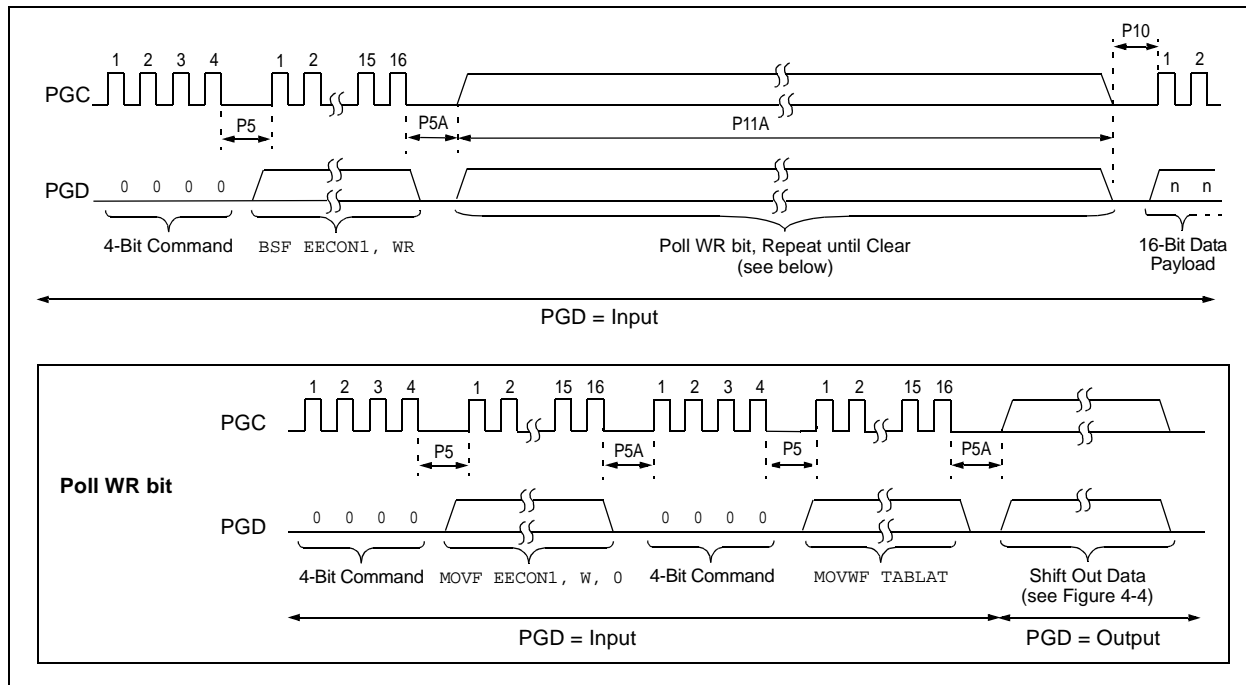 P10
1 2 3 4 1 2 15 16 1 2
PGC
P5 P5A P11A
PGD 0 0 0 0 n n
4-Bit Command BSF EECON1, WR Poll WR bit, Repeat until Clear 16-Bit Data
(see below) Payload
PGD = Input
1 2 3 4 1 2 15 16 1 2 3 4 1 2 15 16
PGC
P5 P5A P5 P5A
Poll WR bit
PGD 0 0 0 0 0 0 0 0
4-Bit Command MOVF EECON1, W, 0 4-Bit Command MOVWF TABLAT Shift Out Data
(see Figure 4-4)
PGD = Input PGD = Output